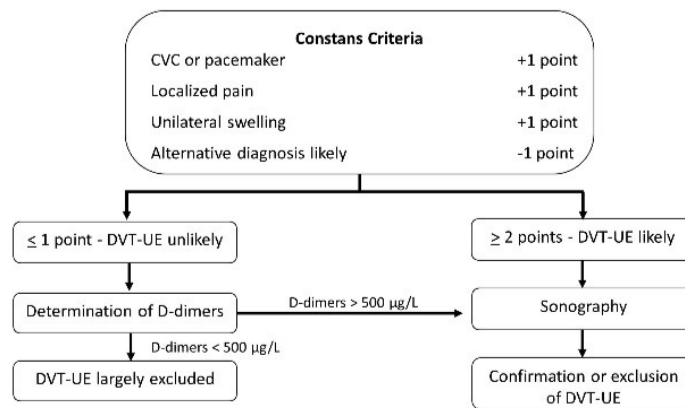 Constans Criteria
CVC or pacemaker +1 point
Localized pain +1 point
Unilateral swelling +1 point
Alternative diagnosis likely -1 point
≤ 1 point - DVT-UE unlikely
≥ 2 points - DVT-UE likely
Determination of D-dimers
D-dimers > 500 µg/L
Sonography
D-dimers < 500 µg/L
DVT-UE largely excluded
Confirmation or exclusion
of DVT-UE